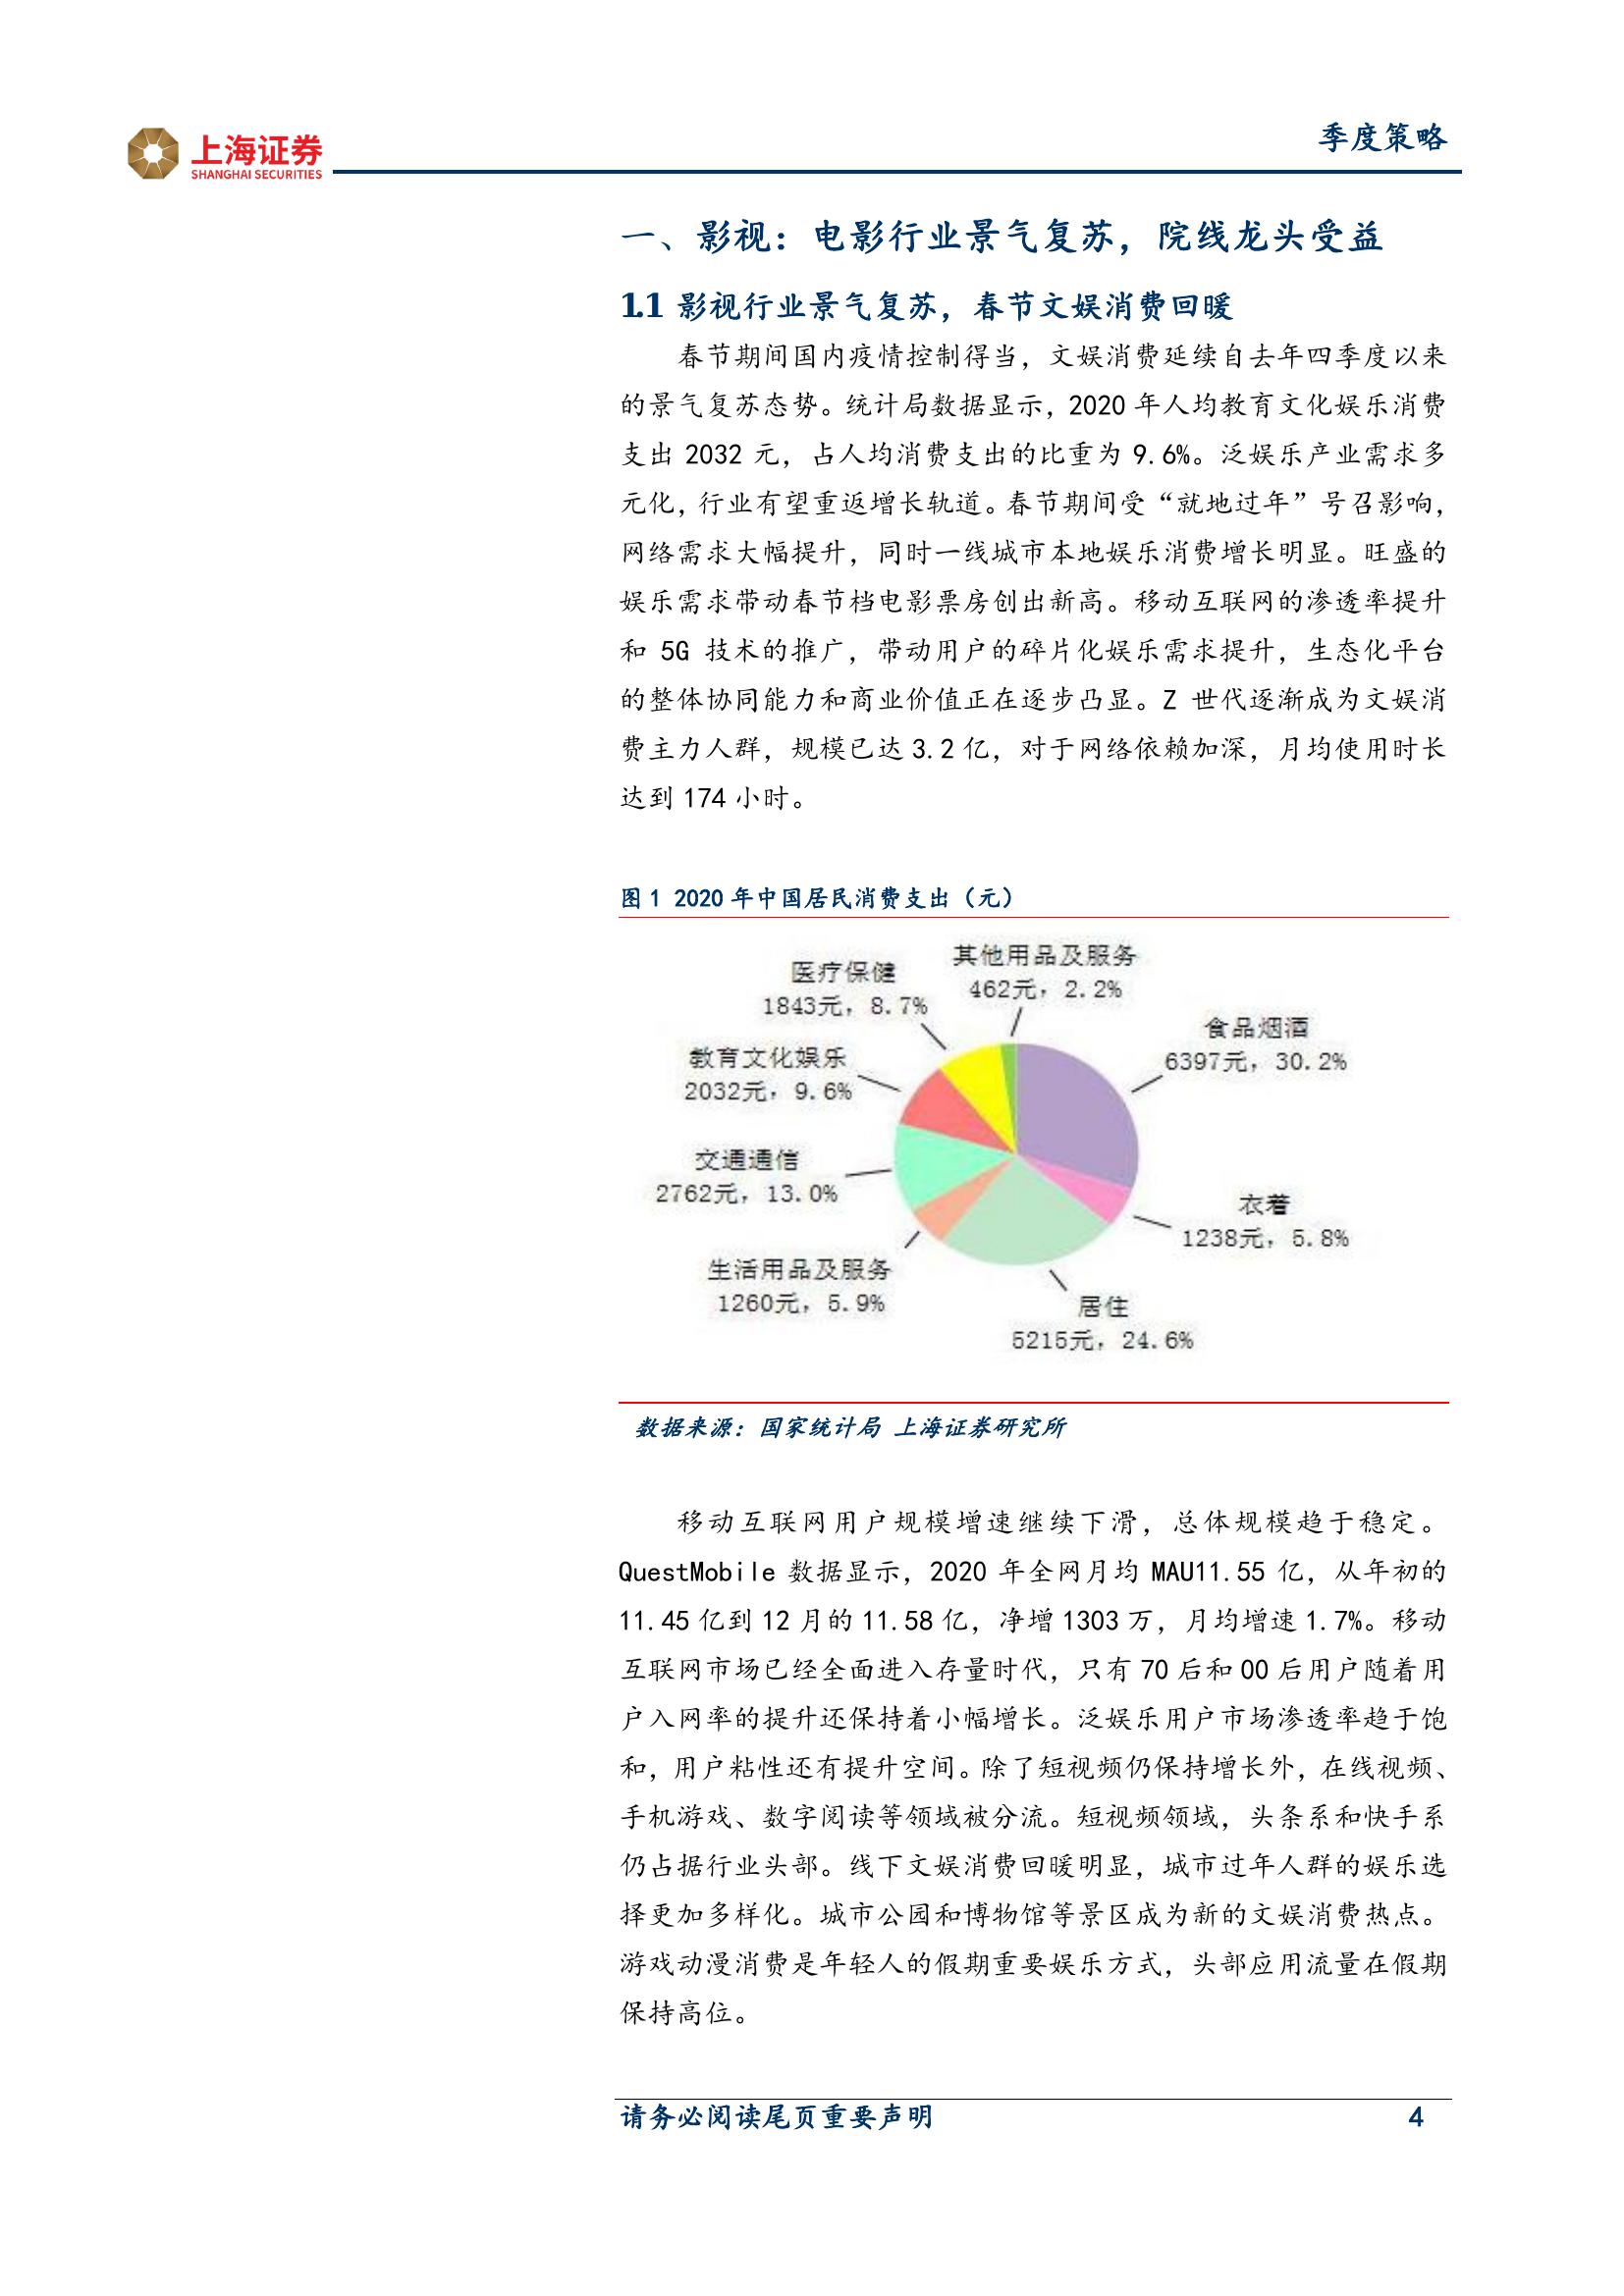 上海证券
SHANGHAI SECURITIES
季度策略
一、影视：电影行业景气复苏，院线龙头受益
1.1 影视行业景气复苏，春节文娱消费回暖
春节期间国内疫情控制得当，文娱消费延续自去年四季度以来
的景气复苏态势。统计局数据显示，2020 年人均教育文化娱乐消费
支出 2032 元，占人均消费支出的比重为 9.6%。泛娱乐产业需求多
元化，行业有望重返增长轨道。春节期间受“就地过年”号召影响，
网络需求大幅提升，同时一线城市本地娱乐消费增长明显。旺盛的
娱乐需求带动春节档电影票房创出新高。移动互联网的渗透率提升
和 5G 技术的推广，带动用户的碎片化娱乐需求提升，生态化平台
的整体协同能力和商业价值正在逐步凸显。Z 世代逐渐成为文娱消
费主力人群，规模已达 3.2 亿，对于网络依赖加深，月均使用时长
达到 174 小时。
图 1 2020 年中国居民消费支出（元）
其他用品及服务
462元，2.2%
医疗保健
1843元，8.7%
食品烟酒
6397元，30.2%
教育文化娱乐
2032元，9.6%
交通通信
2762元，13.0%
衣着
1238元，5.8%
生活用品及服务
1260元，5.9%
居住
5215元，24.6%
数据来源：国家统计局 上海证券研究所
移动互联网用户规模增速继续下滑，总体规模趋于稳定。
QuestMobile 数据显示，2020 年全网月均 MAU11.55 亿，从年初的
11.45 亿到 12 月的 11.58 亿，净增 1303 万，月均增速 1.7%。移动
互联网市场已经全面进入存量时代，只有 70 后和 00 后用户随着用
户入网率的提升还保持着小幅增长。泛娱乐用户市场渗透率趋于饱
和，用户粘性还有提升空间。除了短视频仍保持增长外，在线视频、
手机游戏、数字阅读等领域被分流。短视频领域，头条系和快手系
仍占据行业头部。线下文娱消费回暖明显，城市过年人群的娱乐选
择更加多样化。城市公园和博物馆等景区成为新的文娱消费热点。
游戏动漫消费是年轻人的假期重要娱乐方式，头部应用流量在假期
保持高位。
请务必阅读尾页重要声明
4